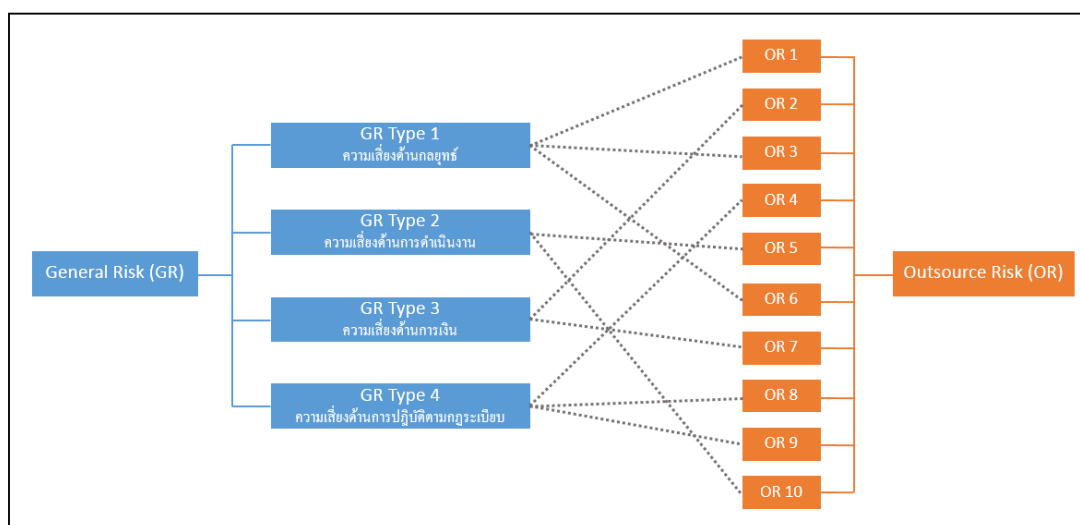 General Risk (GR)
GR Type 1
ความเสี่ยงด้านกลยุทธ์
GR Type 2
ความเสี่ยงด้านการดำเนินงาน
GR Type 3
ความเสี่ยงด้านการเงิน
GR Type 4
ความเสี่ยงด้านการปฏิบัติตามกฎระเบียบ
OR 1
OR 2
OR 3
OR 4
OR 5
OR 6
OR 7
OR 8
OR 9
OR 10
Outsource Risk (OR)